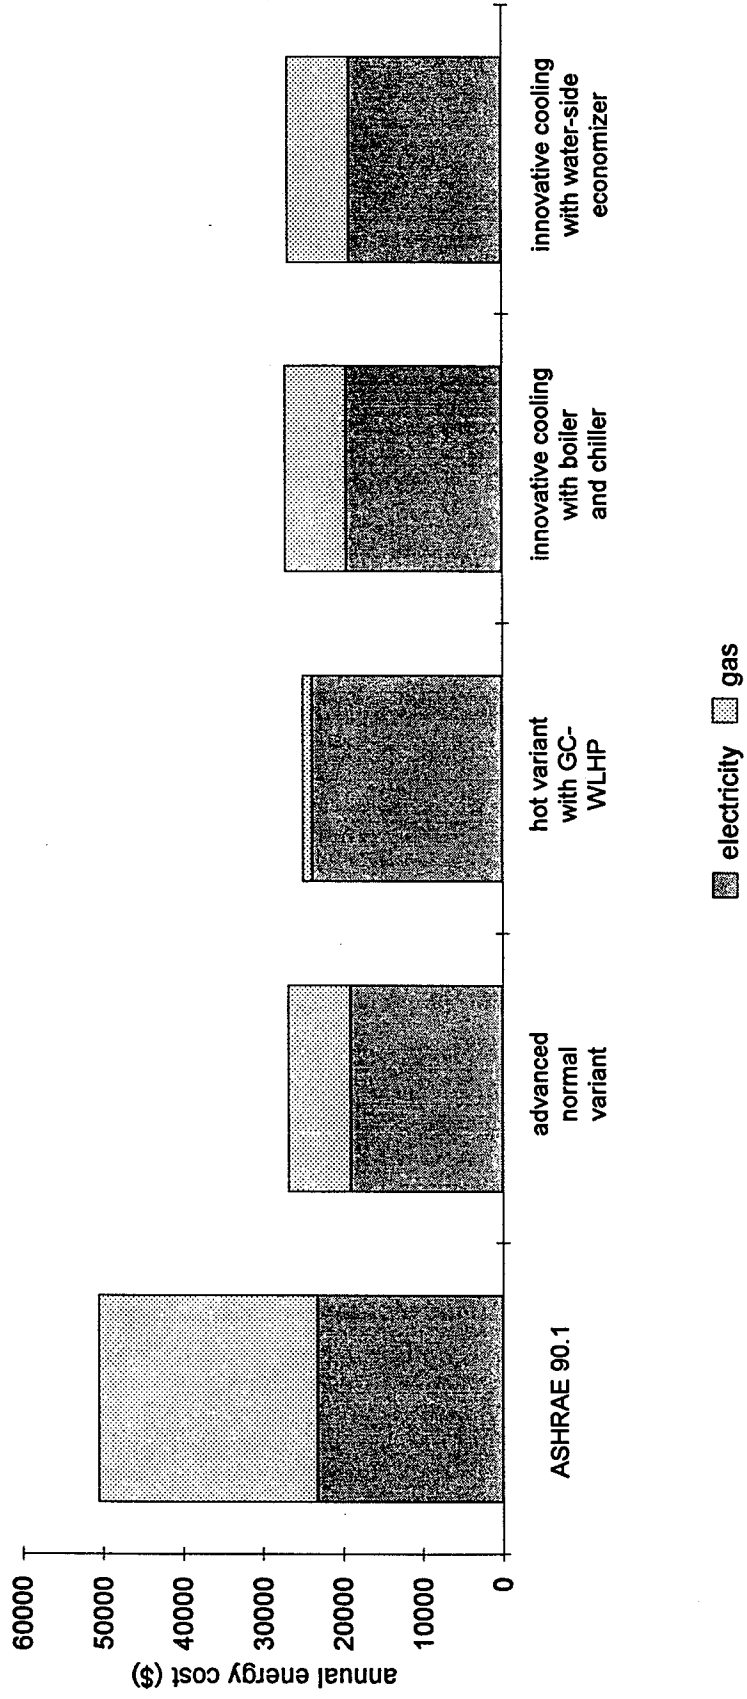 annual energy cost ($)
60000
50000
40000
30000
20000
10000
0
ASHRAE 90.1
advanced
normal
variant
hot variant
with GC-
WLHP
innovative cooling
with boiler
and chiller
innovative cooling
with water-side
economizer
electricity
gas